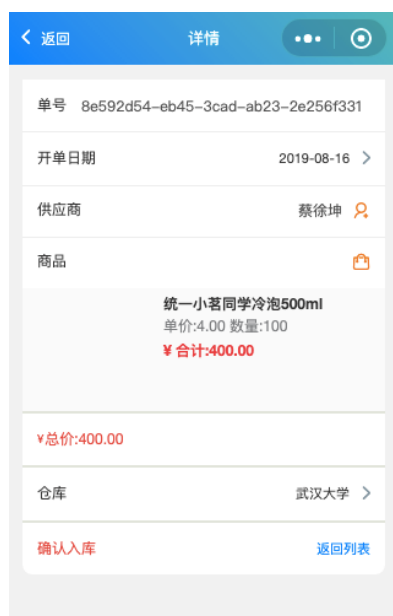 返回 详情
单号 8e592d54-eb45-3cad-ab23-2e256f331
开单日期 2019-08-16
供应商 蔡徐坤
商品
统一小茗同学冷泡500ml
单价:4.00 数量:100
¥ 合计:400.00
¥总价:400.00
仓库 武汉大学
确认入库 返回列表